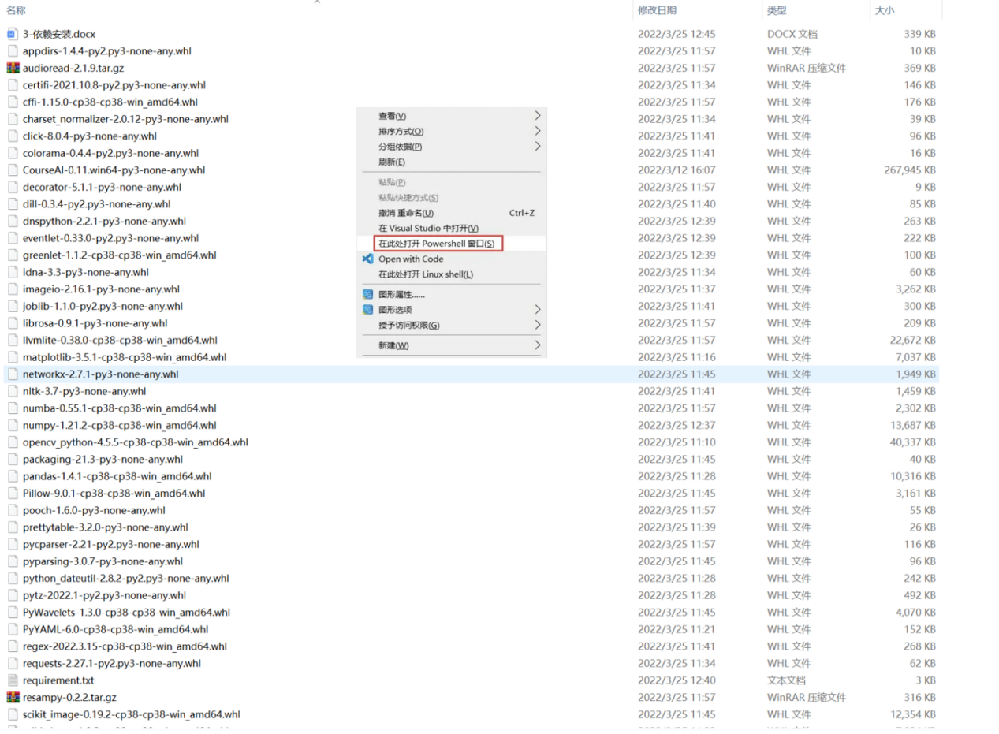 名称 修改日期 类型 大小
3-依赖安装.docx 2022/3/25 12:45 DOCX 文档 339 KB
appdirs-1.4.4-py2.py3-none-any.whl 2022/3/25 11:57 WHL 文件 10 KB
audioread-2.1.9.tar.gz 2022/3/25 11:57 WinRAR 压缩文件 369 KB
certifi-2021.10.8-py2.py3-none-any.whl 2022/3/25 11:34 WHL 文件 146 KB
cffi-1.15.0-cp38-cp38-win_amd64.whl 2022/3/25 11:57 WHL 文件 176 KB
charset_normalizer-2.0.12-py3-none-any.whl 2022/3/25 11:34 WHL 文件 39 KB
click-8.0.4-py3-none-any.whl 2022/3/25 11:41 WHL 文件 96 KB
colorama-0.4.4-py2.py3-none-any.whl 2022/3/25 11:41 WHL 文件 16 KB
CourseAI-0.11.win64-py3-none-any.whl 2022/3/12 16:07 WHL 文件 267,945 KB
decorator-5.1.1-py3-none-any.whl 2022/3/25 11:57 WHL 文件 9 KB
dill-0.3.4-py2.py3-none-any.whl 2022/3/25 11:40 WHL 文件 85 KB
dnspython-2.2.1-py3-none-any.whl 2022/3/25 12:39 WHL 文件 263 KB
eventlet-0.33.0-py2.py3-none-any.whl 2022/3/25 12:39 WHL 文件 222 KB
greenlet-1.1.2-cp38-cp38-win_amd64.whl 2022/3/25 12:39 WHL 文件 100 KB
idna-3.3-py3-none-any.whl 2022/3/25 11:34 WHL 文件 60 KB
imageio-2.16.1-py3-none-any.whl 2022/3/25 11:37 WHL 文件 3,262 KB
joblib-1.1.0-py2.py3-none-any.whl 2022/3/25 11:41 WHL 文件 300 KB
librosa-0.9.1-py3-none-any.whl 2022/3/25 11:57 WHL 文件 209 KB
llvmlite-0.38.0-cp38-cp38-win_amd64.whl 2022/3/25 11:57 WHL 文件 22,672 KB
matplotlib-3.5.1-cp38-cp38-win_amd64.whl 2022/3/25 11:16 WHL 文件 7,037 KB
networkx-2.7.1-py3-none-any.whl 2022/3/25 11:45 WHL 文件 1,949 KB
nltk-3.7-py3-none-any.whl 2022/3/25 11:41 WHL 文件 1,459 KB
numba-0.55.1-cp38-cp38-win_amd64.whl 2022/3/25 11:57 WHL 文件 2,302 KB
numpy-1.21.2-cp38-cp38-win_amd64.whl 2022/3/25 12:37 WHL 文件 13,687 KB
opencv_python-4.5.5-cp38-cp38-win_amd64.whl 2022/3/25 11:10 WHL 文件 40,337 KB
packaging-21.3-py3-none-any.whl 2022/3/25 11:45 WHL 文件 40 KB
pandas-1.4.1-cp38-cp38-win_amd64.whl 2022/3/25 11:28 WHL 文件 10,316 KB
Pillow-9.0.1-cp38-cp38-win_amd64.whl 2022/3/25 11:45 WHL 文件 3,161 KB
pooch-1.6.0-py3-none-any.whl 2022/3/25 11:57 WHL 文件 55 KB
prettytable-3.2.0-py3-none-any.whl 2022/3/25 11:39 WHL 文件 26 KB
pycparser-2.21-py2.py3-none-any.whl 2022/3/25 11:57 WHL 文件 116 KB
pyparsing-3.0.7-py3-none-any.whl 2022/3/25 11:45 WHL 文件 96 KB
python_dateutil-2.8.2-py2.py3-none-any.whl 2022/3/25 11:28 WHL 文件 242 KB
pytz-2022.1-py2.py3-none-any.whl 2022/3/25 11:28 WHL 文件 492 KB
PyWavelets-1.3.0-cp38-cp38-win_amd64.whl 2022/3/25 11:45 WHL 文件 4,070 KB
PyYAML-6.0-cp38-cp38-win_amd64.whl 2022/3/25 11:21 WHL 文件 152 KB
regex-2022.3.15-cp38-cp38-win_amd64.whl 2022/3/25 11:41 WHL 文件 268 KB
requests-2.27.1-py2.py3-none-any.whl 2022/3/25 11:34 WHL 文件 62 KB
requirement.txt 2022/3/25 12:40 文本文档 3 KB
resampy-0.2.2.tar.gz 2022/3/25 11:57 WinRAR 压缩文件 316 KB
scikit_image-0.19.2-cp38-cp38-win_amd64.whl 2022/3/25 11:45 WHL 文件 12,354 KB
查看(V)
排序方式(O)
分组依据(P)
刷新(E)
粘贴(P)
粘贴快捷方式(S)
撤消 重命名(U) Ctrl+Z
在 Visual Studio 中打开(V)
在此处打开 Powershell 窗口(S)
Open with Code
在此处打开 Linux shell(L)
图形属性......
图形选项
授予访问权限(G)
新建(W)